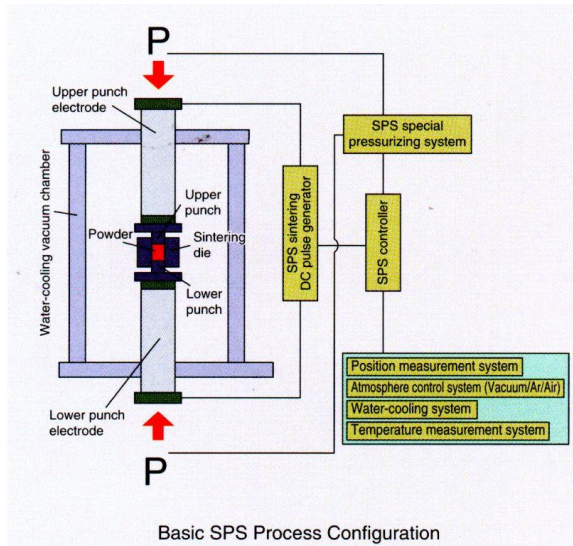 P
Upper punch
electrode
SPS special
pressurizing system
Water-cooling vacuum chamber
Upper
punch
Powder
Sintering
die
Lower
punch
SPS sintering
DC pulse generator
SPS controller
Position measurement system
Atmosphere control system (Vacuum/Ar/Air)
Water-cooling system
Temperature measurement system
Lower punch
electrode
P
Basic SPS Process Configuration